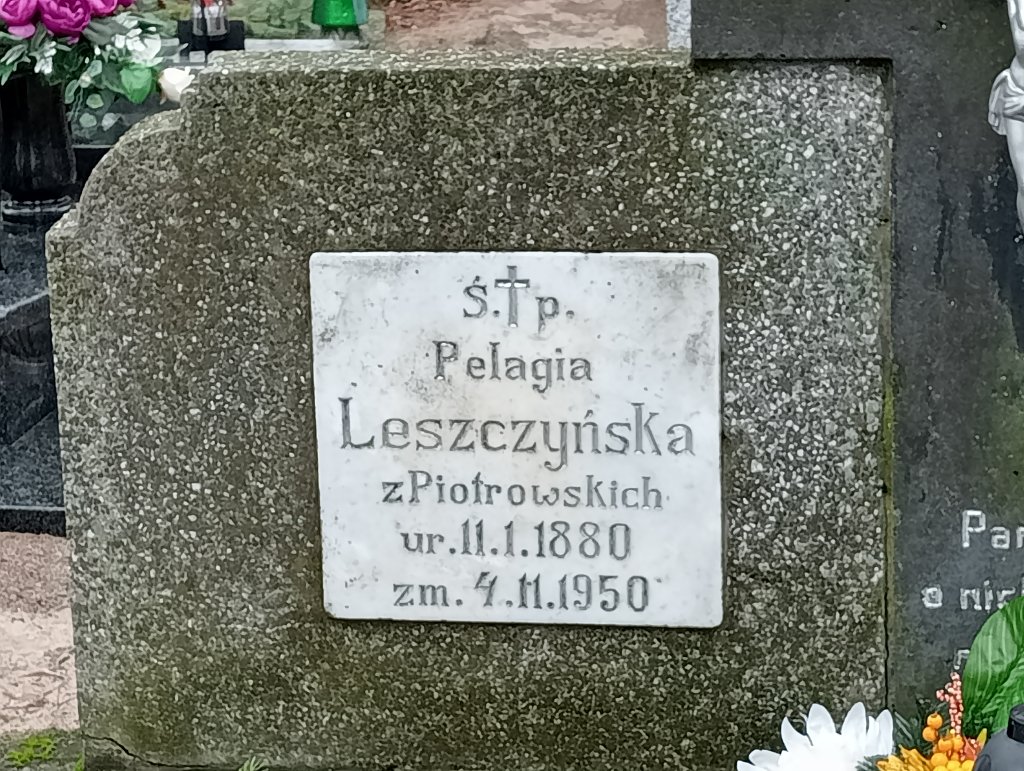 Ś.†p.
Pelagia
Leszczyńska
z Piotrowskich
ur. 11.1.1880
zm. 4.11.1950
o